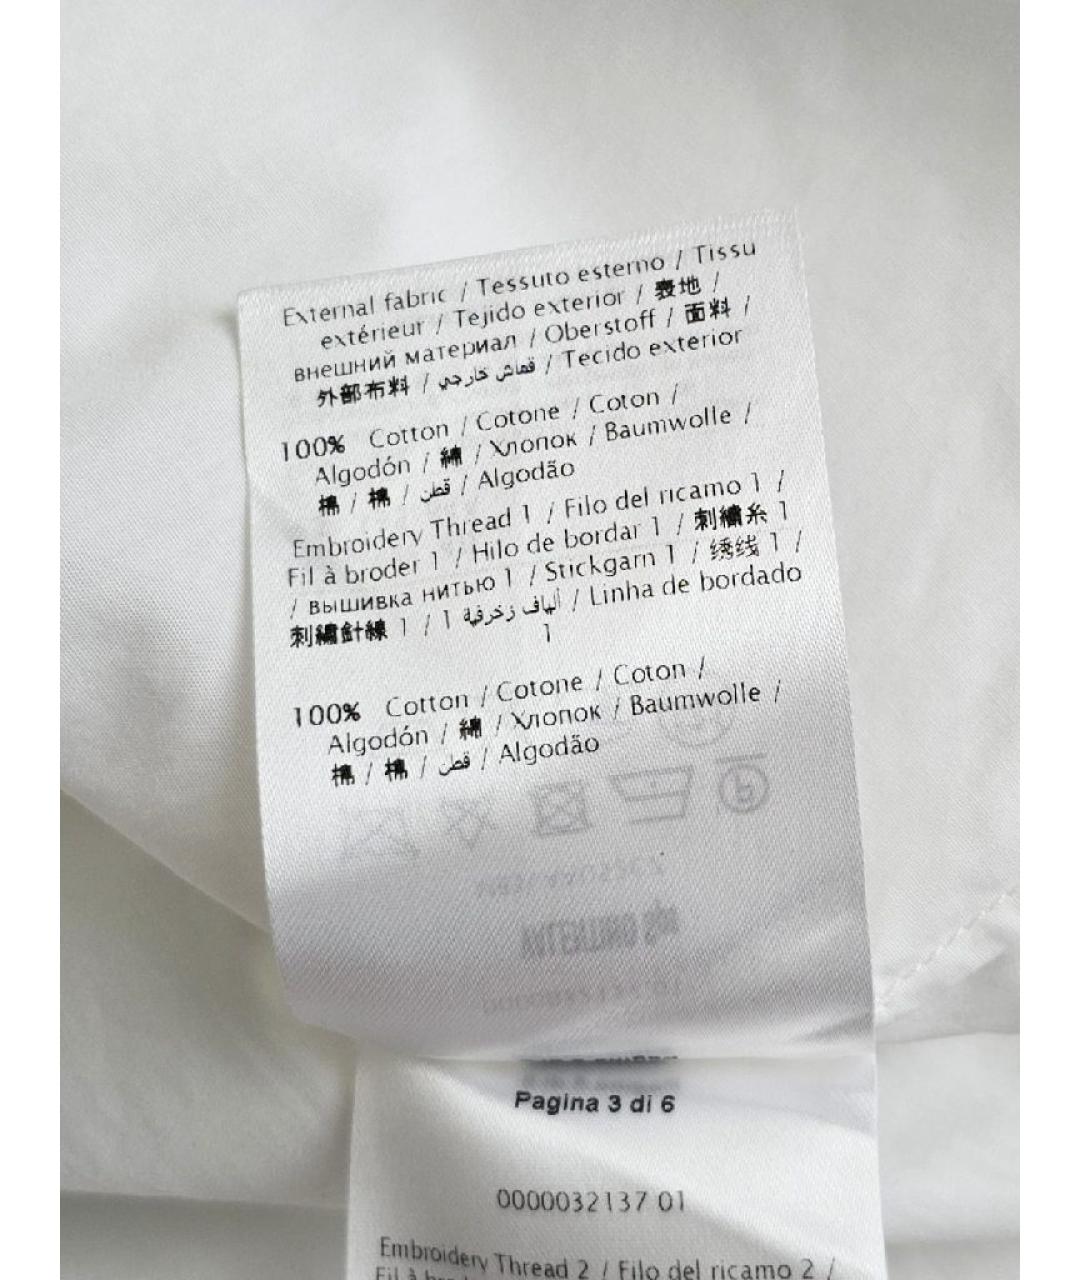 External fabric / Tessuto esterno / Tissu
extérieur / Tejido exterior / 表地 /
внешний материал / Oberstoff / 面料 /
外部布料 / قماش خارجي / Tecido exterior
100% Cotton / Cotone / Coton /
Algodón / 綿 / Хлопок / Baumwolle /
棉 / 棉 / قطن / Algodão
Embroidery Thread 1 / Filo del ricamo 1 /
Fil à broder 1 / Hilo de bordar 1 / 刺繍糸 1
/ вышивка нитью 1 / Stickgarn 1 / 绣线 1 /
刺繡針線 1 / 1 ألياف زخرفية / Linha de bordado
1
100% Cotton / Cotone / Coton /
Algodón / 綿 / Хлопок / Baumwolle /
棉 / 棉 / قطن / Algodão
Pagina 3 di 6
0000032137 01
Embroidery Thread 2 / Filo del ricamo 2 /